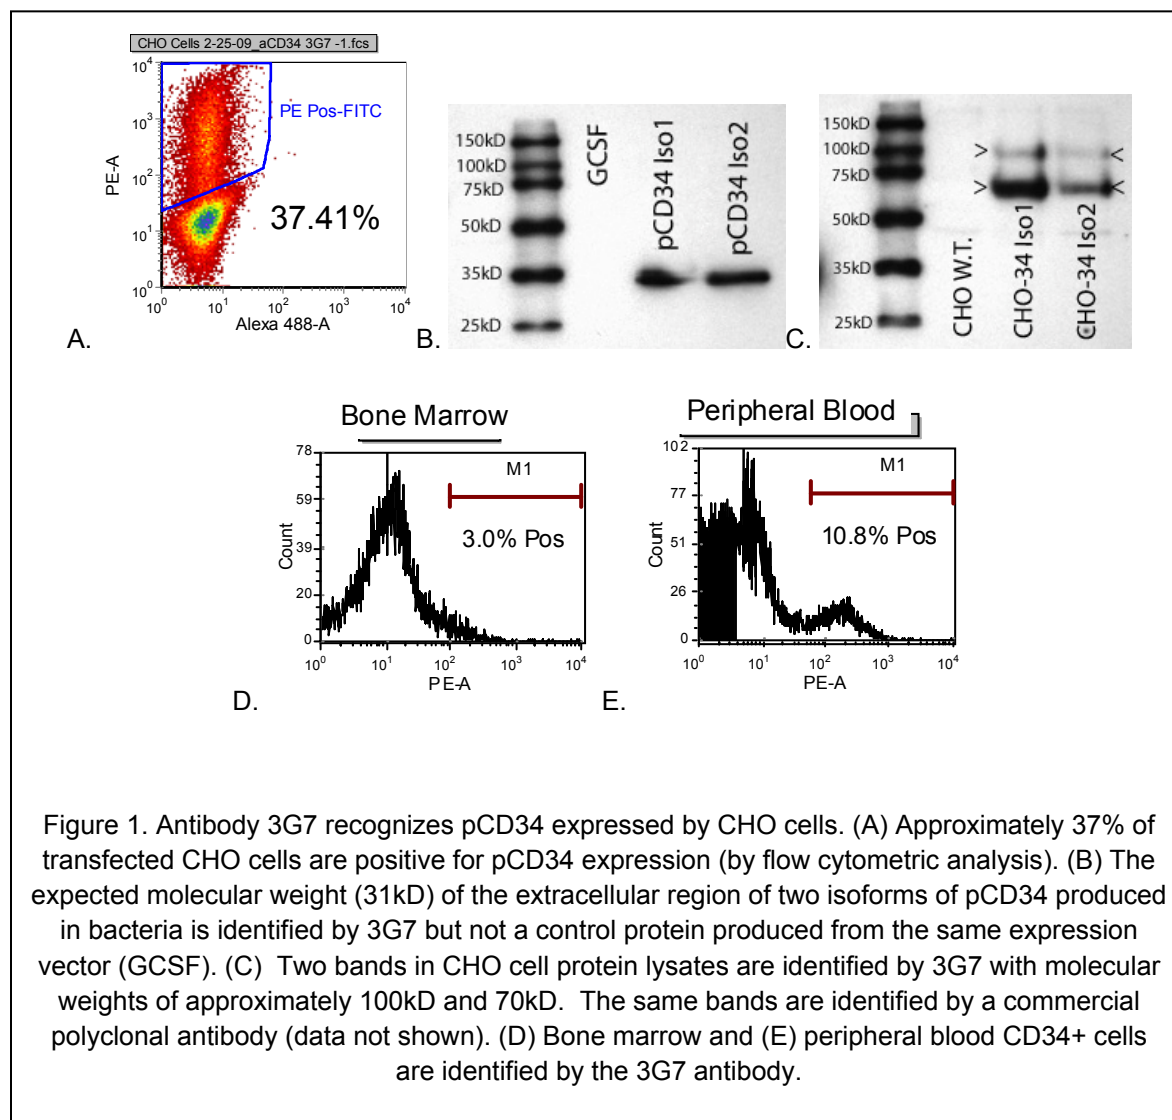 CHO Cells 2-25-09_aCD34 3G7 -1.fcs
10^4
10^3
10^2
10^1
10^0
PE-A
PE Pos-FITC
37.41%
10^0 10^1 10^2 10^3 10^4
Alexa 488-A
A.
150kD
100kD
75kD
50kD
35kD
25kD
GCSF
pCD34 Iso1
pCD34 Iso2
B.
150kD
100kD
75kD
50kD
35kD
25kD
> <
> <
CHO W.T.
CHO-34 Iso1
CHO-34 Iso2
C.
Bone Marrow
78
59
39
20
0
Count
M1
3.0% Pos
10^0 10^1 10^2 10^3 10^4
PE-A
D.
Peripheral Blood
102
77
51
26
0
Count
M1
10.8% Pos
10^0 10^1 10^2 10^3 10^4
PE-A
E.
Figure 1. Antibody 3G7 recognizes pCD34 expressed by CHO cells. (A) Approximately 37% of
transfected CHO cells are positive for pCD34 expression (by flow cytometric analysis). (B) The
expected molecular weight (31kD) of the extracellular region of two isoforms of pCD34 produced
in bacteria is identified by 3G7 but not a control protein produced from the same expression
vector (GCSF). (C) Two bands in CHO cell protein lysates are identified by 3G7 with molecular
weights of approximately 100kD and 70kD. The same bands are identified by a commercial
polyclonal antibody (data not shown). (D) Bone marrow and (E) peripheral blood CD34+ cells
are identified by the 3G7 antibody.